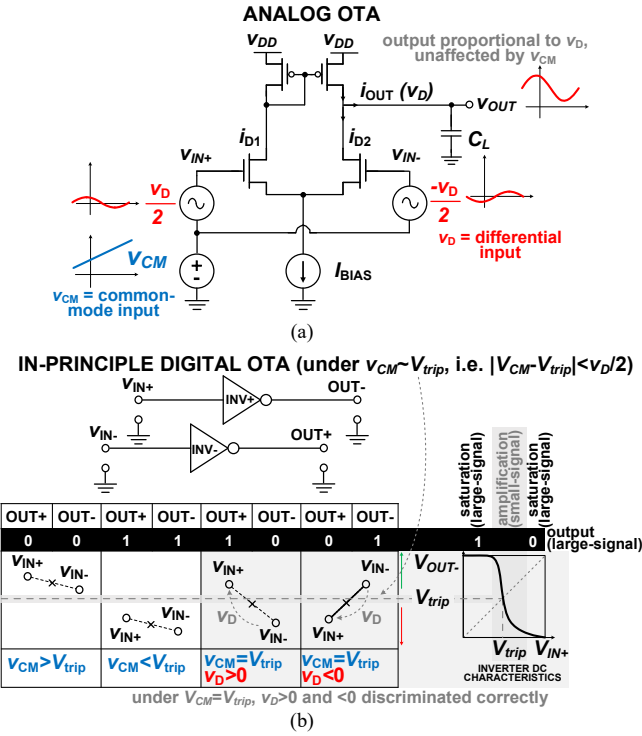 ANALOG OTA
vDD
vDD
output proportional to vD,
unaffected by vCM
iOUT (vD)
vOUT
iD1
iD2
CL
vIN+
vIN-
vD
2
-vD
2
vD = differential
input
vCM
vCM = common-
mode input
+
-
IBIAS
(a)
IN-PRINCIPLE DIGITAL OTA (under vCM~Vtrip, i.e. |VCM-Vtrip|<vD/2)
vIN+
INV+
OUT-
vIN-
INV-
OUT+
saturation
(large-signal)
amplification
(small-signal)
saturation
(large-signal)
OUT+ OUT- OUT+ OUT- OUT+ OUT- OUT+ OUT-
0 0 1 1 1 0 0 1 1 0
output
(large-signal)
vIN+
vIN-
vIN+
vIN-
vIN+
vD
vIN-
vIN-
vD
vIN+
VOUT-
Vtrip
Vtrip
VIN+
INVERTER DC
CHARACTERISTICS
vCM>Vtrip
vCM<Vtrip
vCM=Vtrip
vD>0
vCM=Vtrip
vD<0
under VCM=Vtrip, vD>0 and <0 discriminated correctly
(b)